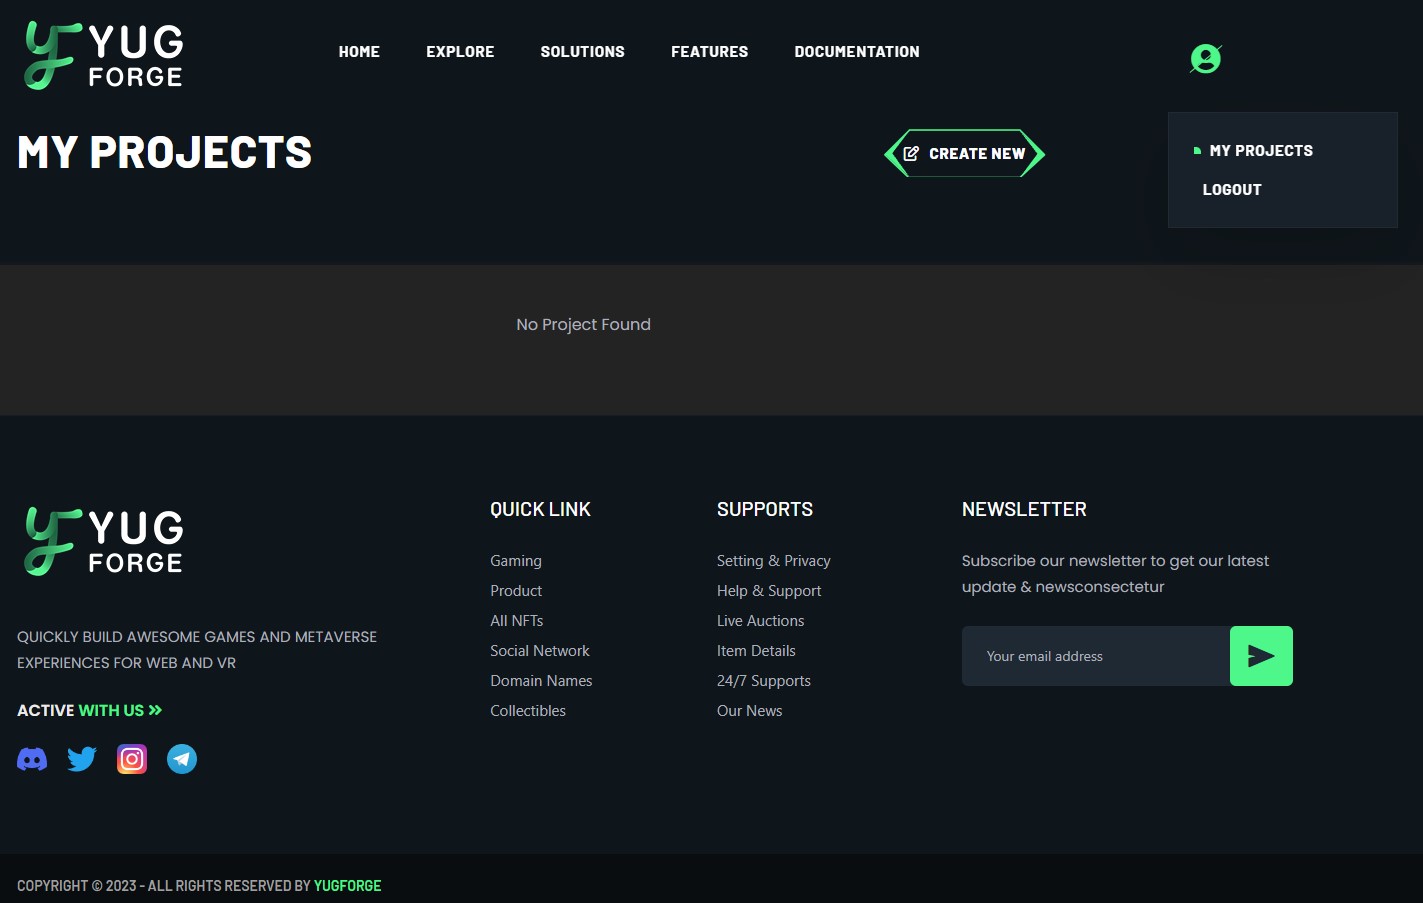 YUG
FORGE
HOME EXPLORE SOLUTIONS FEATURES DOCUMENTATION
MY PROJECTS
CREATE NEW
MY PROJECTS
LOGOUT
No Project Found
YUG
FORGE
QUICKLY BUILD AWESOME GAMES AND METAVERSE
EXPERIENCES FOR WEB AND VR
ACTIVE WITH US
QUICK LINK
Gaming
Product
All NFTs
Social Network
Domain Names
Collectibles
SUPPORTS
Setting & Privacy
Help & Support
Live Auctions
Item Details
24/7 Supports
Our News
NEWSLETTER
Subscribe our newsletter to get our latest
update & newsconsectetur
Your email address
COPYRIGHT © 2023 - ALL RIGHTS RESERVED BY YUGFORGE